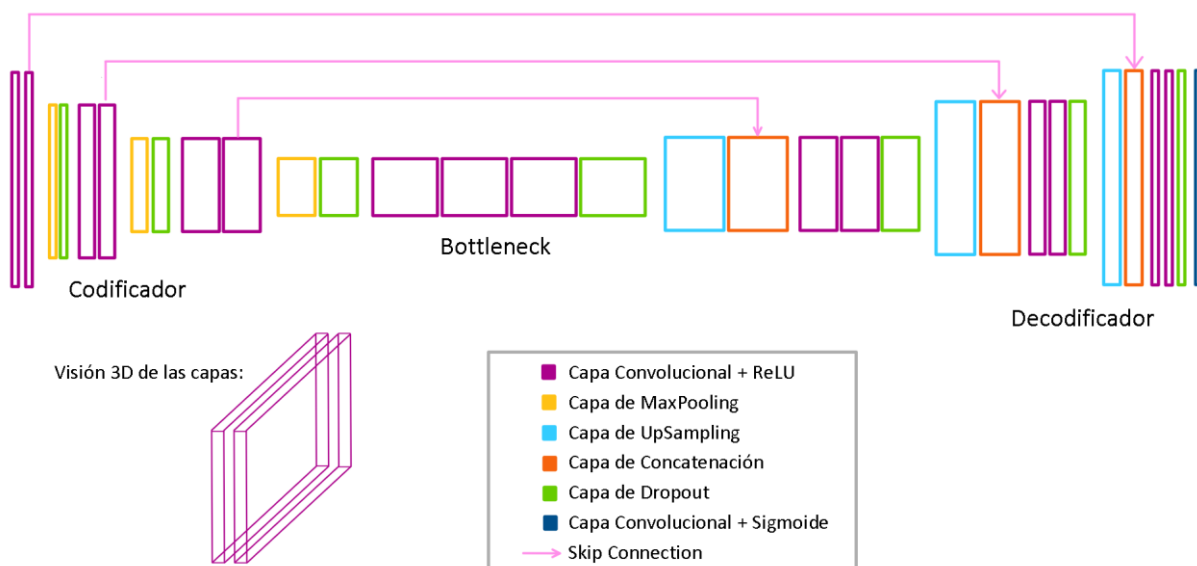 Bottleneck
Codificador
Decodificador
Visión 3D de las capas:
Capa Convolucional + ReLU
Capa de MaxPooling
Capa de UpSampling
Capa de Concatenación
Capa de Dropout
Capa Convolucional + Sigmoide
Skip Connection